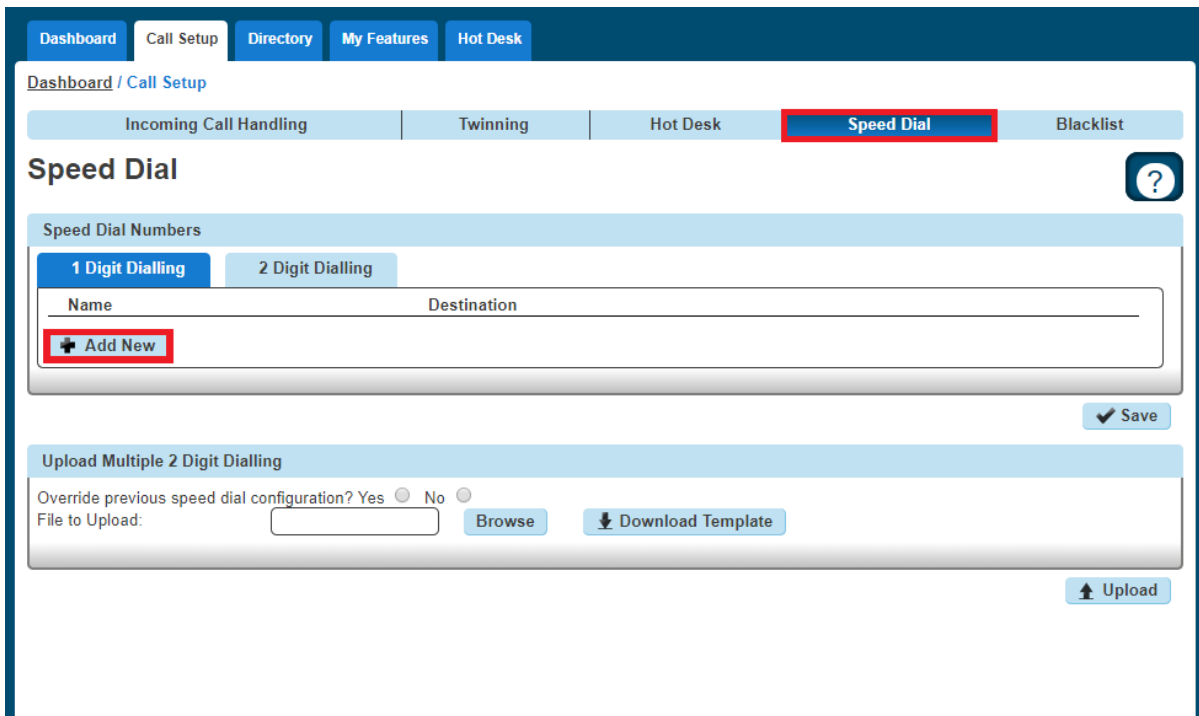 Dashboard Call Setup Directory My Features Hot Desk
Dashboard / Call Setup
Incoming Call Handling Twinning Hot Desk Speed Dial Blacklist
Speed Dial
?
Speed Dial Numbers
1 Digit Dialling 2 Digit Dialling
Name Destination
Add New
Save
Upload Multiple 2 Digit Dialling
Override previous speed dial configuration? Yes No
File to Upload: Browse Download Template
Upload